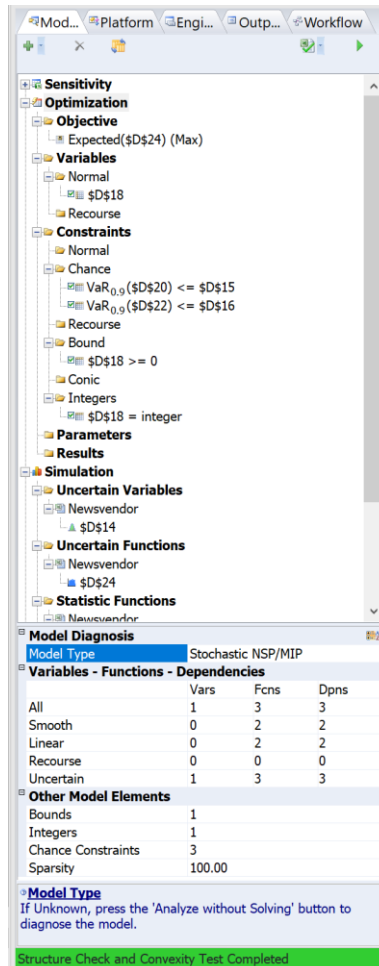 Mod... Platform Engi... Outp... Workflow
Sensitivity
Optimization
Objective
Expected($D$24) (Max)
Variables
Normal
$D$18
Recourse
Constraints
Normal
Chance
VaR0.9($D$20) <= $D$15
VaR0.9($D$22) <= $D$16
Recourse
Bound
$D$18 >= 0
Conic
Integers
$D$18 = integer
Parameters
Results
Simulation
Uncertain Variables
Newsvendor
$D$14
Uncertain Functions
Newsvendor
$D$24
Statistic Functions
Newsvendor
Model Diagnosis
Model Type Stochastic NSP/MIP
Variables - Functions - Dependencies
Vars Fcns Dpns
All 1 3 3
Smooth 0 2 2
Linear 0 2 2
Recourse 0 0 0
Uncertain 1 3 3
Other Model Elements
Bounds 1
Integers 1
Chance Constraints 3
Sparsity 100.00
Model Type
If Unknown, press the 'Analyze without Solving' button to
diagnose the model.
Structure Check and Convexity Test Completed